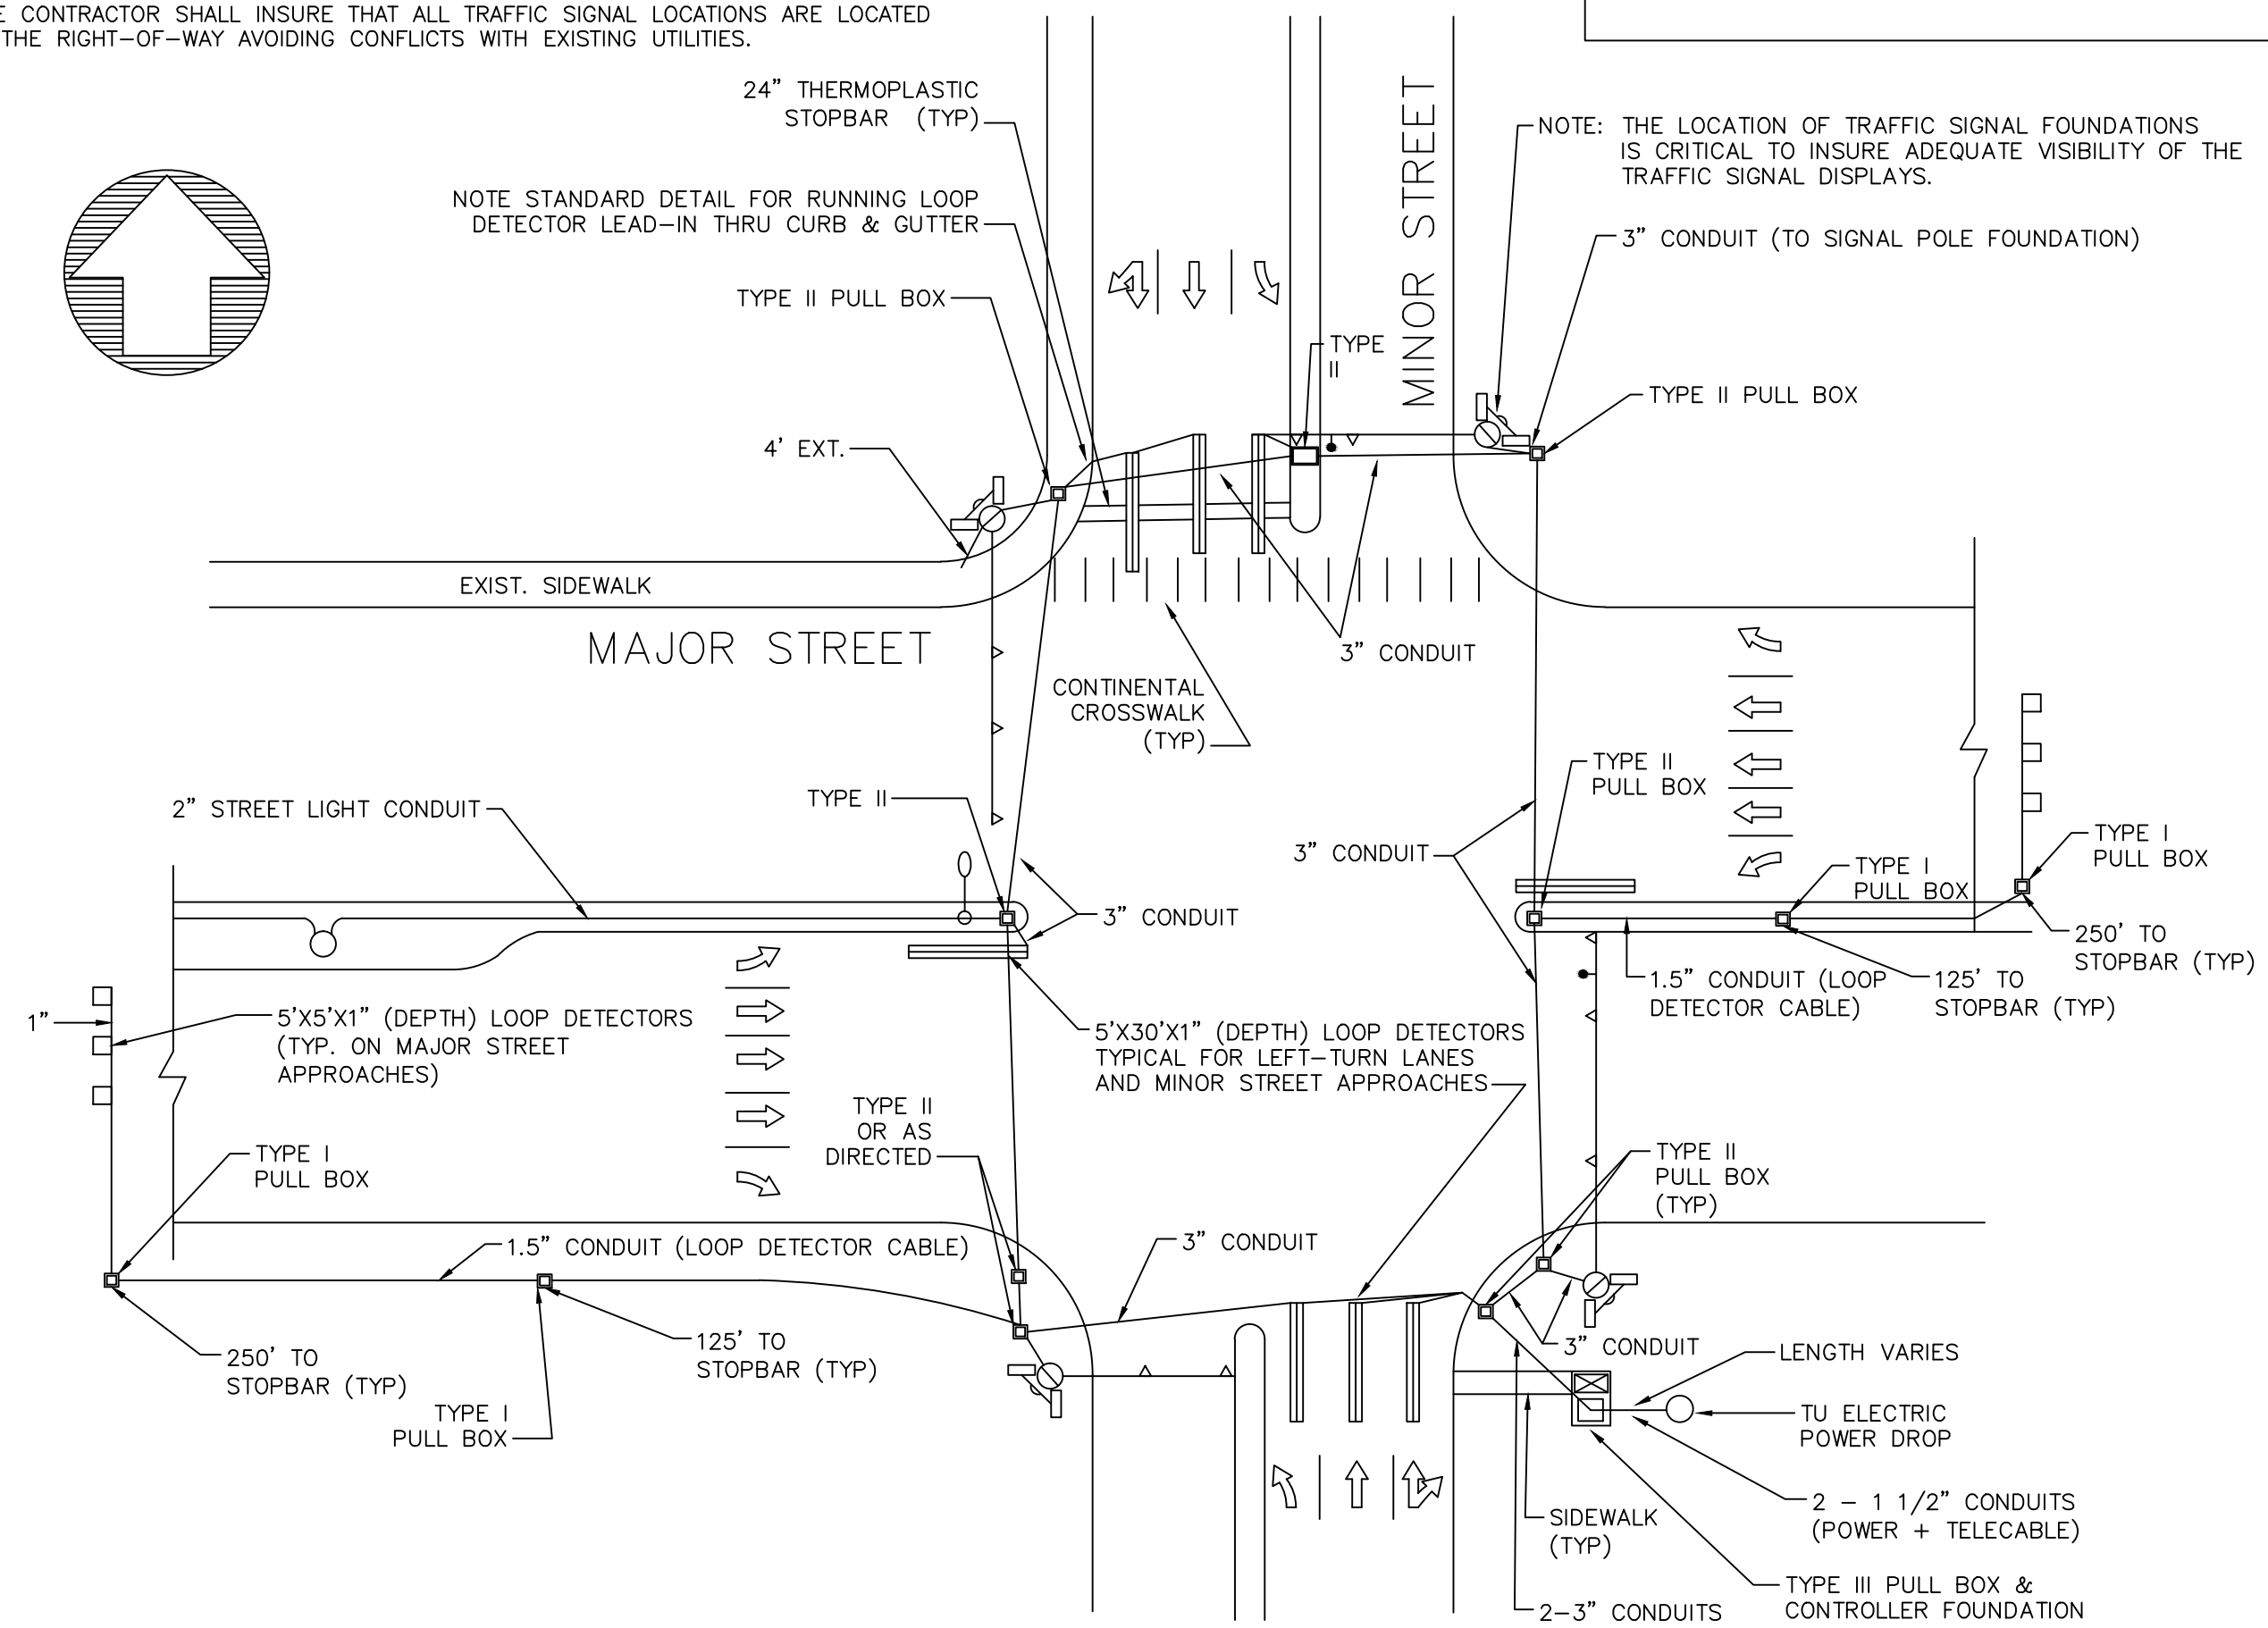 E CONTRACTOR SHALL INSURE THAT ALL TRAFFIC SIGNAL LOCATIONS ARE LOCATED
THE RIGHT-OF-WAY AVOIDING CONFLICTS WITH EXISTING UTILITIES.
24" THERMOPLASTIC
STOPBAR (TYP)
NOTE: THE LOCATION OF TRAFFIC SIGNAL FOUNDATIONS
IS CRITICAL TO INSURE ADEQUATE VISIBILITY OF THE
TRAFFIC SIGNAL DISPLAYS.
NOTE STANDARD DETAIL FOR RUNNING LOOP
DETECTOR LEAD-IN THRU CURB & GUTTER
MINOR STREET
3" CONDUIT (TO SIGNAL POLE FOUNDATION)
TYPE II PULL BOX
TYPE
II
TYPE II PULL BOX
4' EXT.
EXIST. SIDEWALK
MAJOR STREET
3" CONDUIT
CONTINENTAL
CROSSWALK
(TYP)
TYPE II
PULL BOX
2" STREET LIGHT CONDUIT
TYPE II
3" CONDUIT
TYPE I
PULL BOX
TYPE I
PULL BOX
3" CONDUIT
250' TO
STOPBAR (TYP)
1.5" CONDUIT (LOOP
DETECTOR CABLE)
125' TO
STOPBAR (TYP)
1"
5'X5'X1" (DEPTH) LOOP DETECTORS
(TYP. ON MAJOR STREET
APPROACHES)
5'X30'X1" (DEPTH) LOOP DETECTORS
TYPICAL FOR LEFT-TURN LANES
AND MINOR STREET APPROACHES
TYPE II
OR AS
DIRECTED
TYPE I
PULL BOX
TYPE II
PULL BOX
(TYP)
1.5" CONDUIT (LOOP DETECTOR CABLE)
3" CONDUIT
250' TO
STOPBAR (TYP)
125' TO
STOPBAR (TYP)
3" CONDUIT
LENGTH VARIES
TYPE I
PULL BOX
TU ELECTRIC
POWER DROP
2 - 1 1/2" CONDUITS
(POWER + TELECABLE)
SIDEWALK
(TYP)
TYPE III PULL BOX &
CONTROLLER FOUNDATION
2-3" CONDUITS